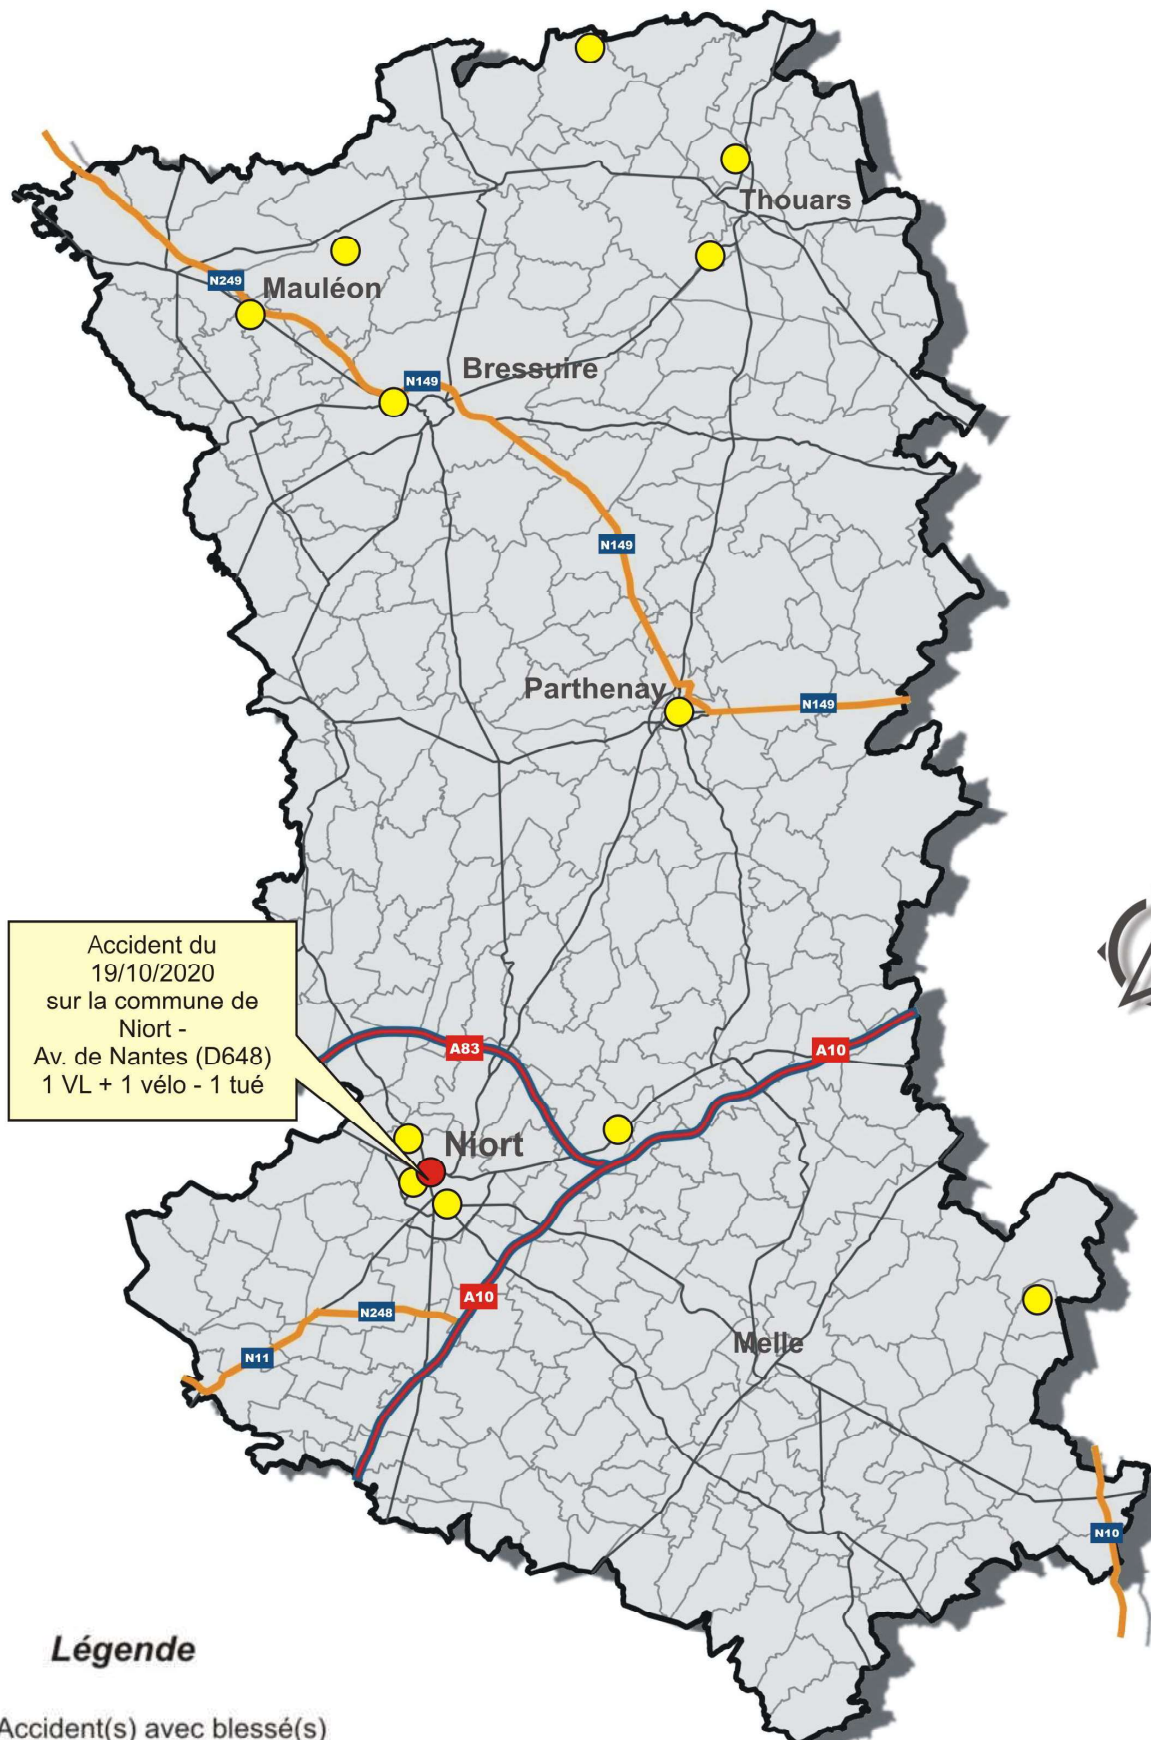 Thouars
N249
Mauléon
Bressuire
N149
N149
Parthenay
N149
Accident du
19/10/2020
sur la commune de
Niort -
Av. de Nantes (D648)
1 VL + 1 vélo - 1 tué
A83
A10
Niort
A10
N248
N11
Melle
N10
Légende
Accident(s) avec blessé(s)